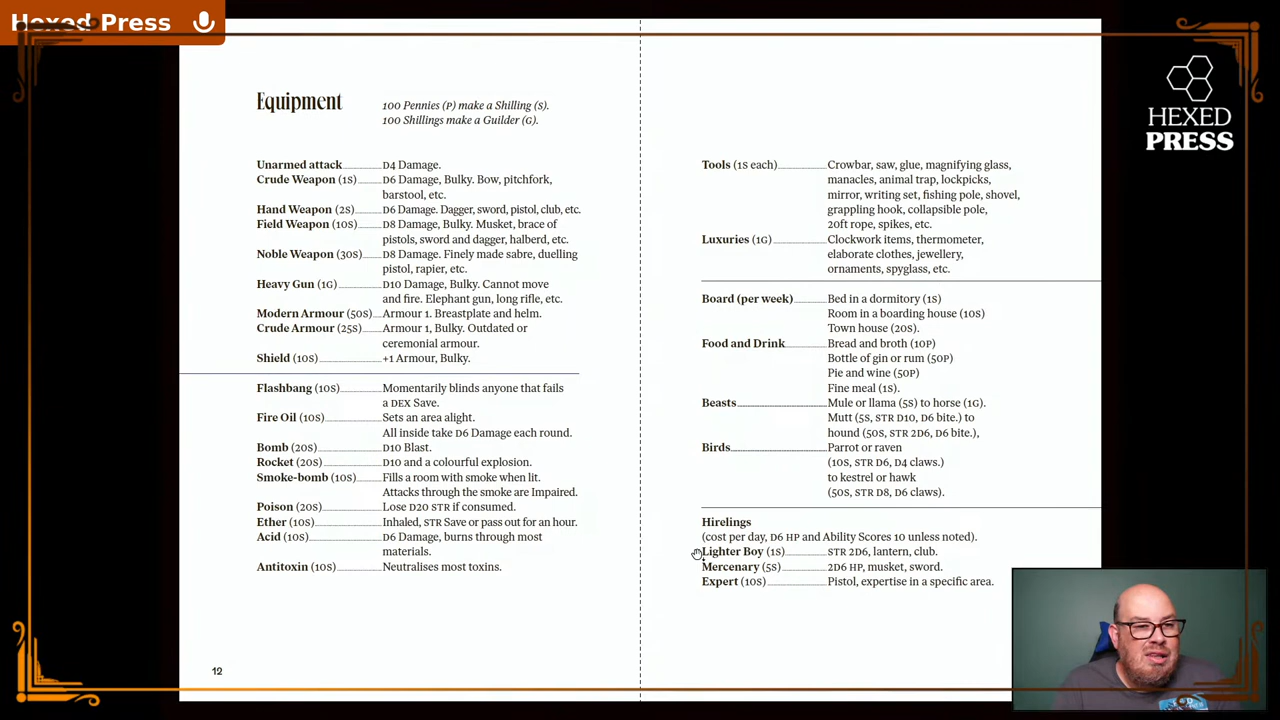 Hexed Press
HEXED
PRESS
Equipment
100 Pennies (P) make a Shilling (S).
100 Shillings make a Guilder (G).
Unarmed attack D4 Damage.
Crude Weapon (1S) D6 Damage, Bulky. Bow, pitchfork,
barstool, etc.
Hand Weapon (2S) D6 Damage. Dagger, sword, pistol, club, etc.
Field Weapon (10S) D8 Damage, Bulky. Musket, brace of
pistols, sword and dagger, halberd, etc.
Noble Weapon (30S) D8 Damage. Finely made sabre, duelling
pistol, rapier, etc.
Heavy Gun (1G) D10 Damage, Bulky. Cannot move
and fire. Elephant gun, long rifle, etc.
Modern Armour (50S) Armour 1. Breastplate and helm.
Crude Armour (25S) Armour 1, Bulky. Outdated or
ceremonial armour.
Shield (10S) +1 Armour, Bulky.
Flashbang (10S) Momentarily blinds anyone that fails
a DEX Save.
Fire Oil (10S) Sets an area alight.
All inside take D6 Damage each round.
Bomb (20S) D10 Blast.
Rocket (20S) D10 and a colourful explosion.
Smoke-bomb (10S) Fills a room with smoke when lit.
Attacks through the smoke are Impaired.
Poison (20S) Lose D20 STR if consumed.
Ether (10S) Inhaled, STR Save or pass out for an hour.
Acid (10S) D6 Damage, burns through most
materials.
Antitoxin (10S) Neutralises most toxins.
12
Tools (1S each) Crowbar, saw, glue, magnifying glass,
manacles, animal trap, lockpicks,
mirror, writing set, fishing pole, shovel,
grappling hook, collapsible pole,
20ft rope, spikes, etc.
Luxuries (1G) Clockwork items, thermometer,
elaborate clothes, jewellery,
ornaments, spyglass, etc.
Board (per week) Bed in a dormitory (1S)
Room in a boarding house (10S)
Town house (20S).
Food and Drink Bread and broth (10P)
Bottle of gin or rum (50P)
Pie and wine (50P)
Fine meal (1S).
Beasts Mule or llama (5S) to horse (1G).
Mutt (5S, STR D10, D6 bite.) to
hound (50S, STR 2D6, D6 bite.),
Birds Parrot or raven
(10S, STR D6, D4 claws.)
to kestrel or hawk
(50S, STR D8, D6 claws).
Hirelings
(cost per day, D6 HP and Ability Scores 10 unless noted).
Lighter Boy (1S) STR 2D6, lantern, club.
Mercenary (5S) 2D6 HP, musket, sword.
Expert (10S) Pistol, expertise in a specific area.